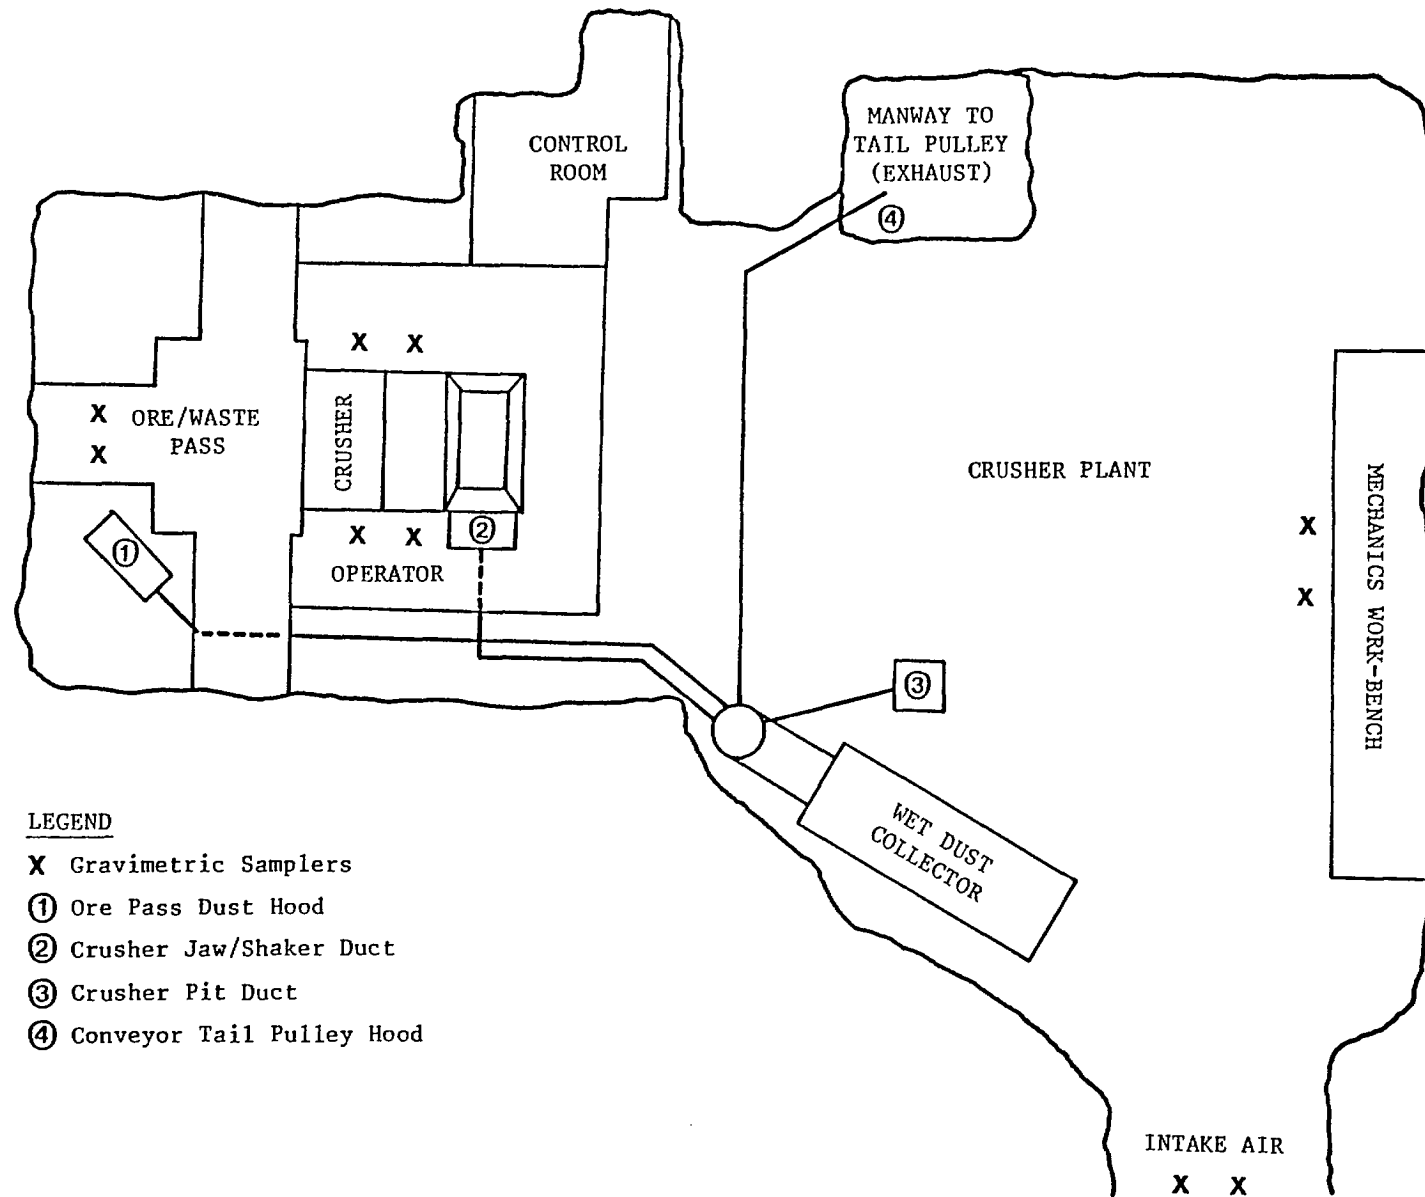 CONTROL
ROOM
MANWAY TO
TAIL PULLEY
(EXHAUST)
④
X X
X ORE/WASTE
X PASS
CRUSHER
X X
②
OPERATOR
①
CRUSHER PLANT
X
X
MECHANICS WORK-BENCH
③
WET DUST
COLLECTOR
LEGEND
X Gravimetric Samplers
① Ore Pass Dust Hood
② Crusher Jaw/Shaker Duct
③ Crusher Pit Duct
④ Conveyor Tail Pulley Hood
INTAKE AIR
X X